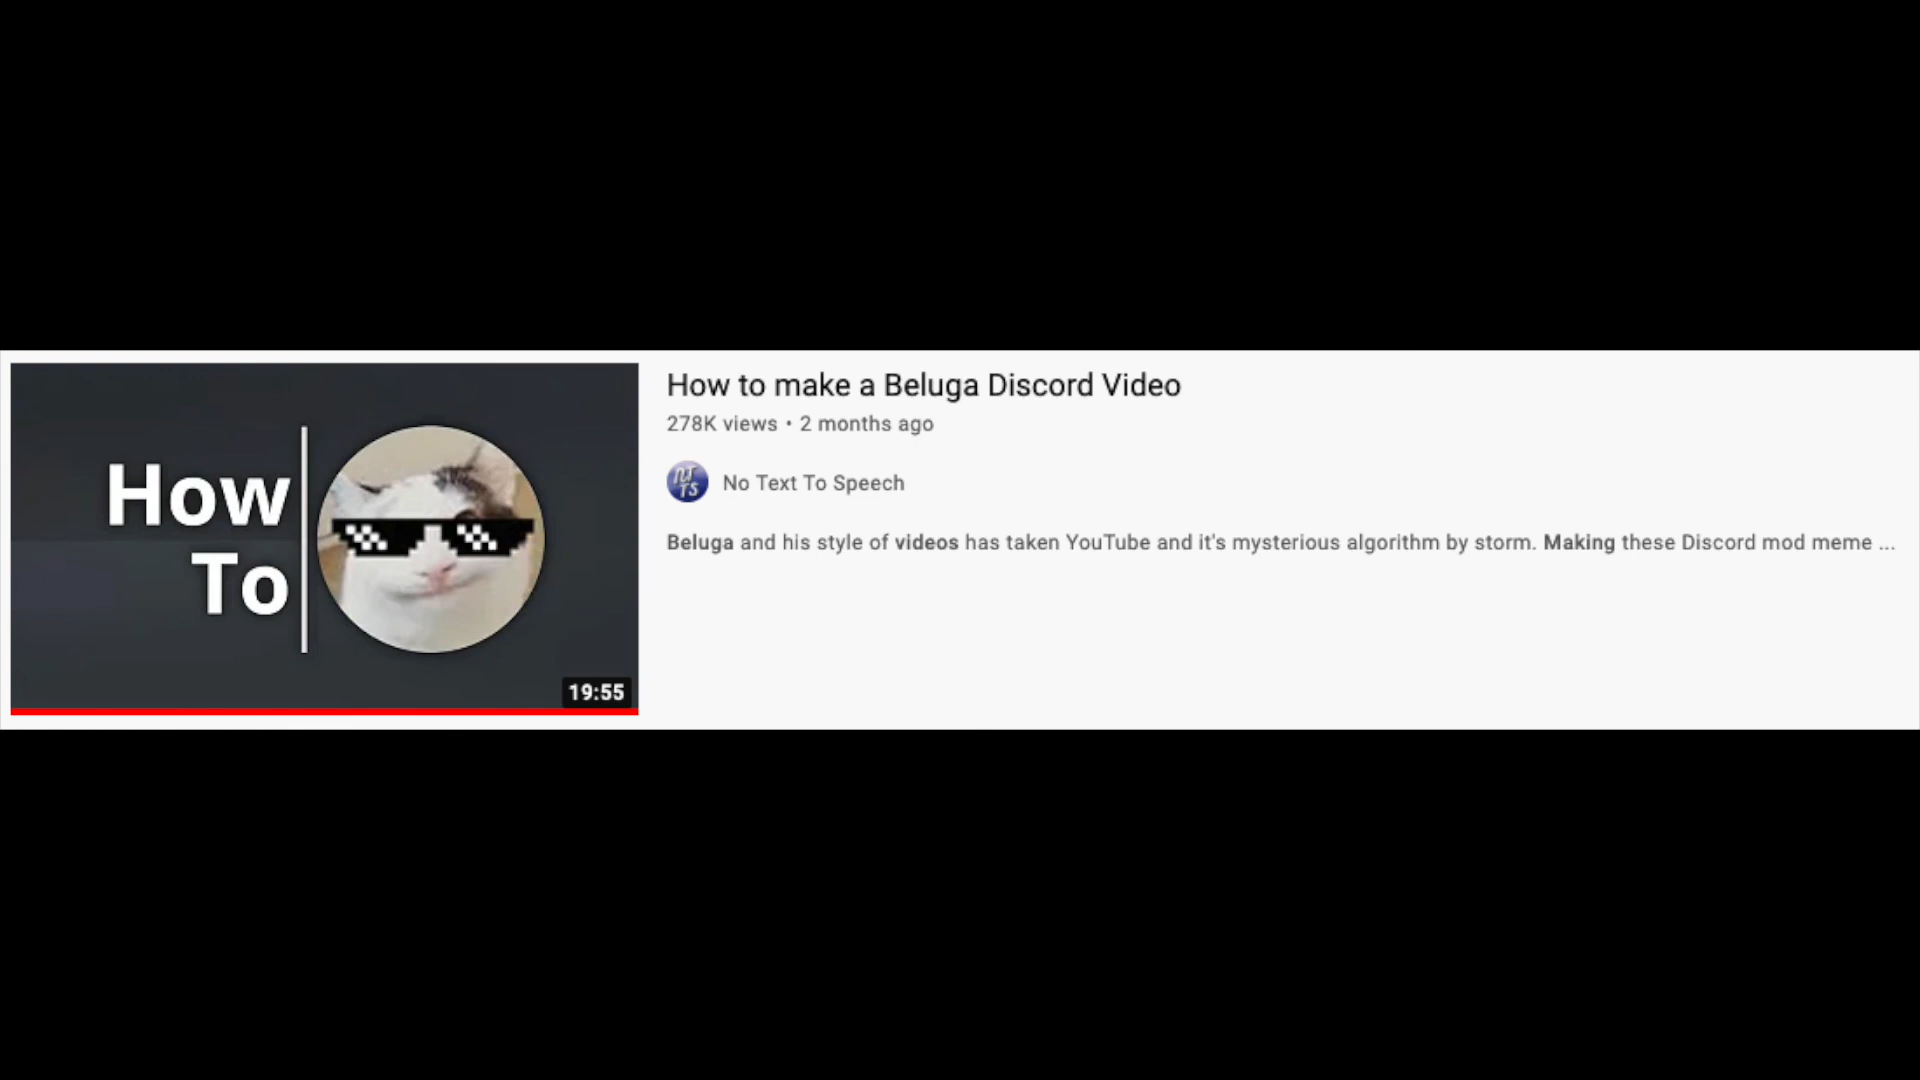 How
To
19:55
How to make a Beluga Discord Video
278K views • 2 months ago
NT
TS
No Text To Speech
Beluga and his style of videos has taken YouTube and it's mysterious algorithm by storm. Making these Discord mod meme ...